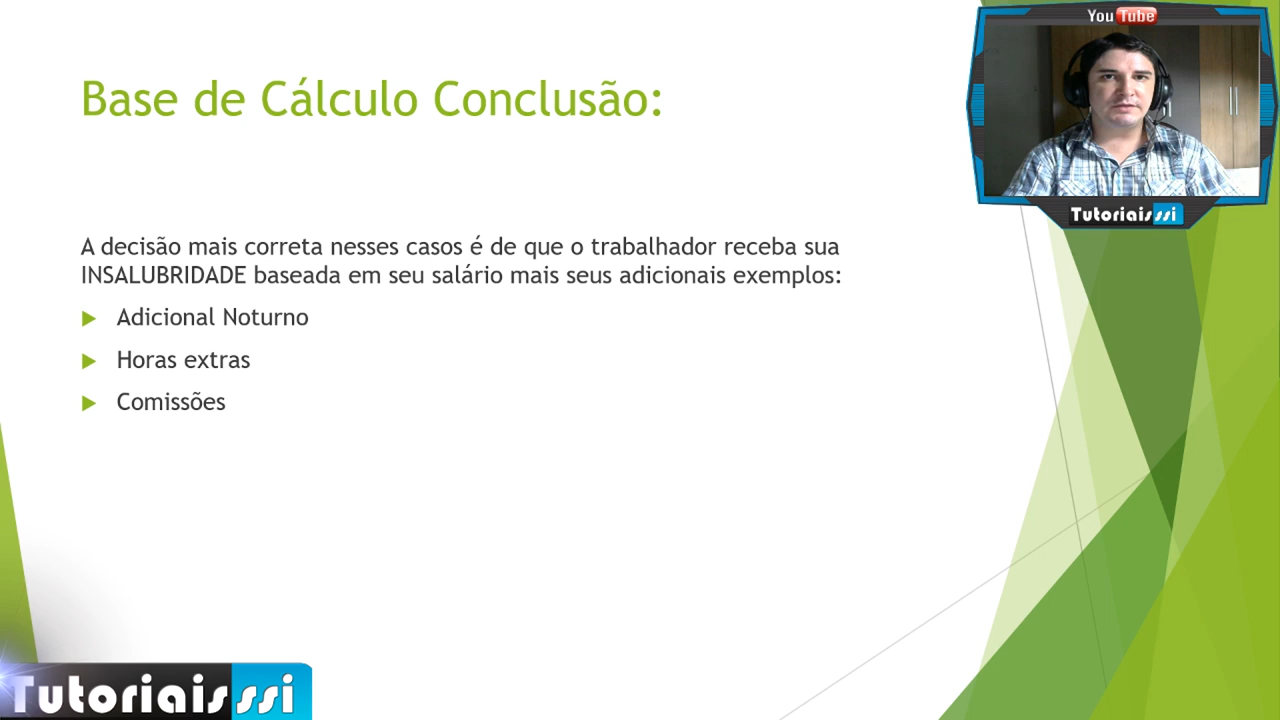 You Tube
Tutoriaisssi
Base de Cálculo Conclusão:
A decisão mais correta nesses casos é de que o trabalhador receba sua
INSALUBRIDADE baseada em seu salário mais seus adicionais exemplos:
Adicional Noturno
Horas extras
Comissões
Tutoriaisssi